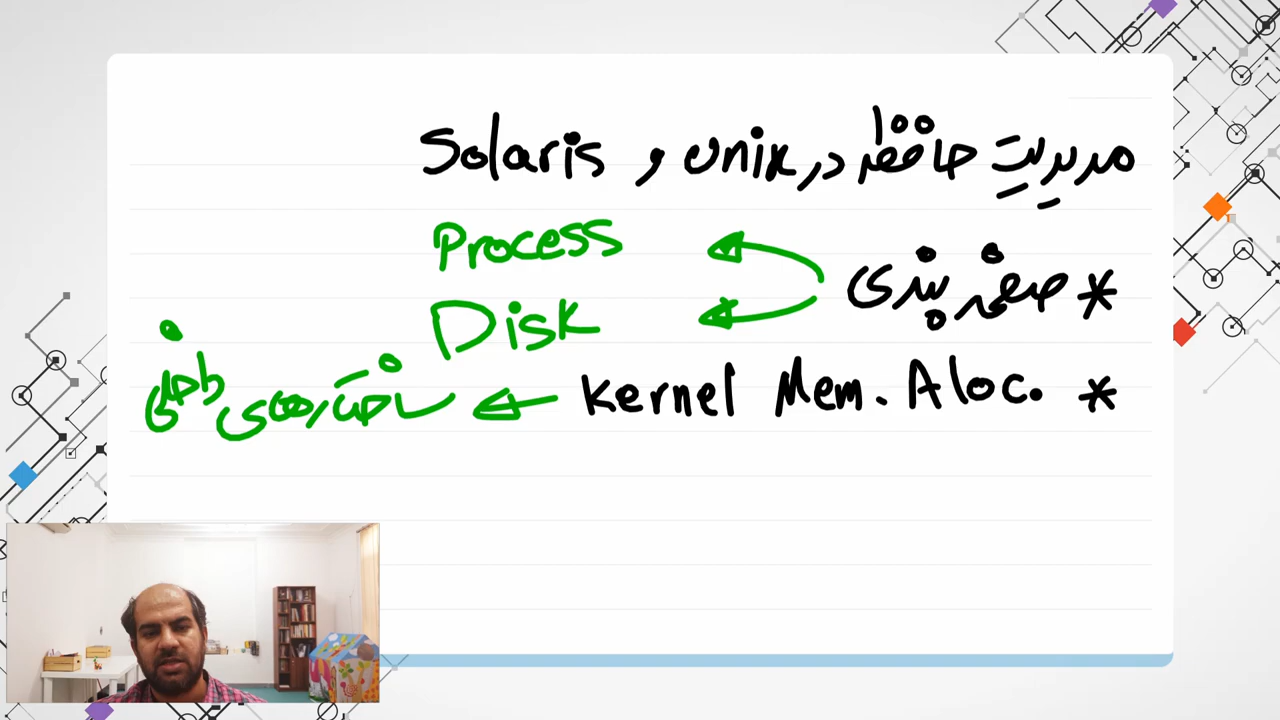 مدیریت حافظه در Unix و Solaris
* صفحه بندی
Process
Disk
* Kernel Mem. Aloc.
ساختارهای داخلی